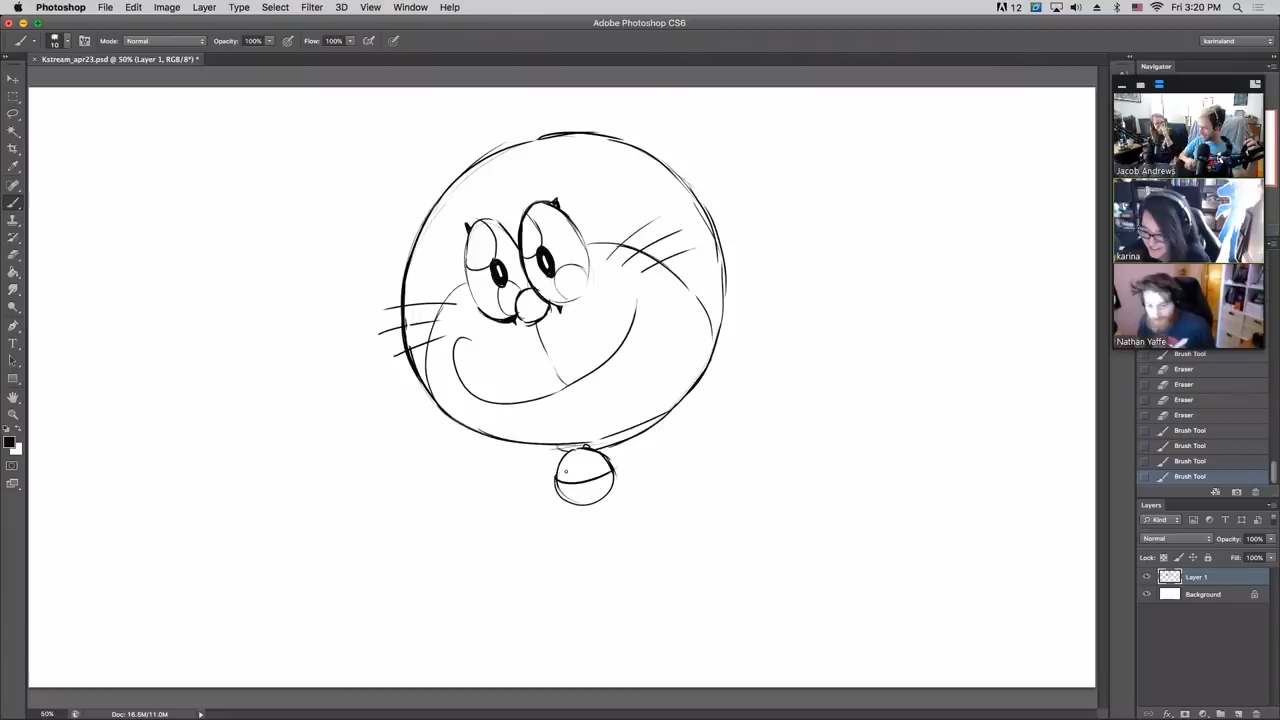 Photoshop File Edit Image Layer Type Select Filter 3D View Window Help 12 Fri 3:20 PM
Adobe Photoshop CS6
10 Mode: Normal Opacity: 100% Flow: 100% karinaland
× Kstream_apr23.psd @ 50% (Layer 1, RGB/8*) *
Navigator
Jacob Andrews
karina
Nathan Yaffe
Brush Tool
Eraser
Eraser
Eraser
Eraser
Brush Tool
Brush Tool
Brush Tool
Brush Tool
Layers
Kind
Normal Opacity: 100%
Lock: Fill: 100%
Layer 1
Background
50% Doc: 16.5M/11.0M